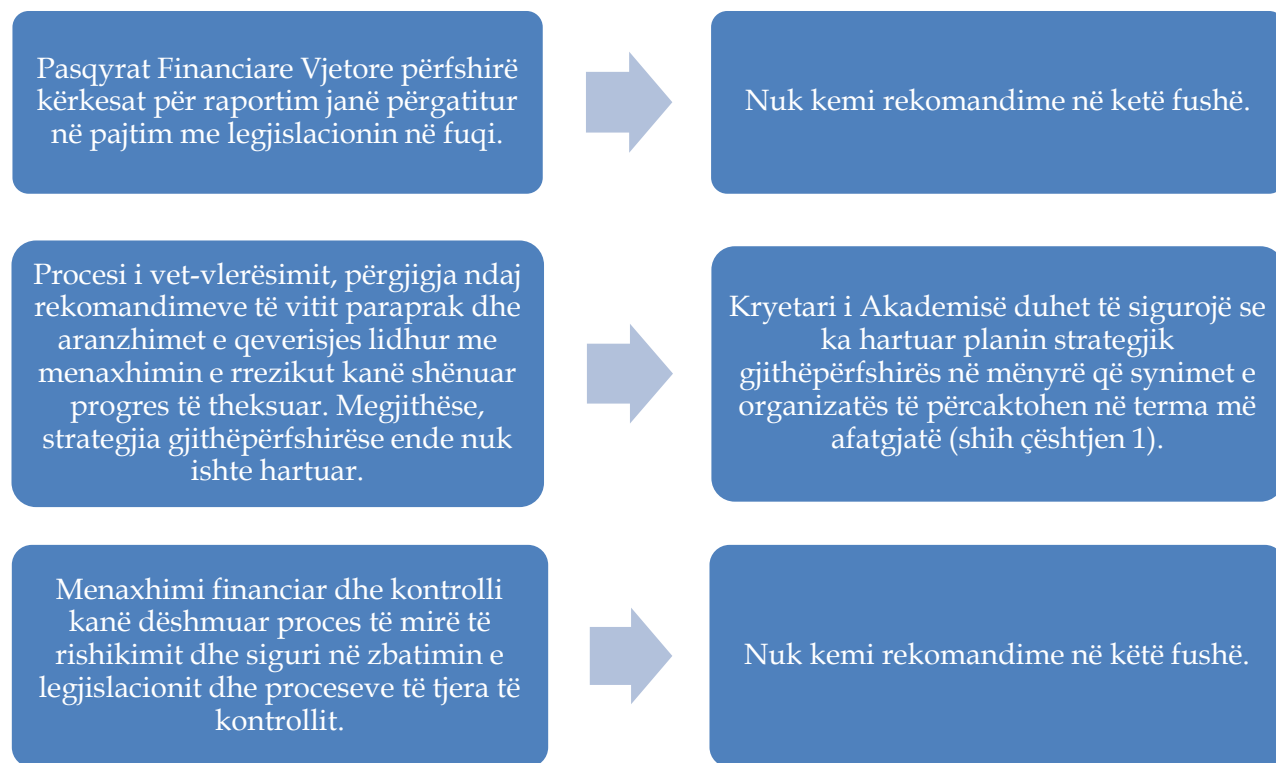 Pasqyrat Financiare Vjetore përfshirë
kërkesat për raportim janë përgatitur
në pajtim me legjislacionin në fuqi.
Nuk kemi rekomandime në ketë fushë.
Procesi i vet-vlerësimit, përgjigja ndaj
rekomandimeve të vitit paraprak dhe
aranzhimet e qeverisjes lidhur me
menaxhimin e rrezikut kanë shënuar
progres të theksuar. Megjithëse,
strategjia gjithëpërfshirëse ende nuk
ishte hartuar.
Kryetari i Akademisë duhet të sigurojë se
ka hartuar planin strategjik
gjithëpërfshirës në mënyrë që synimet e
organizatës të përcaktohen në terma më
afatgjatë (shih çështjen 1).
Menaxhimi financiar dhe kontrolli
kanë dëshmuar proces të mirë të
rishikimit dhe siguri në zbatimin e
legjislacionit dhe proceseve të tjera të
kontrollit.
Nuk kemi rekomandime në këtë fushë.